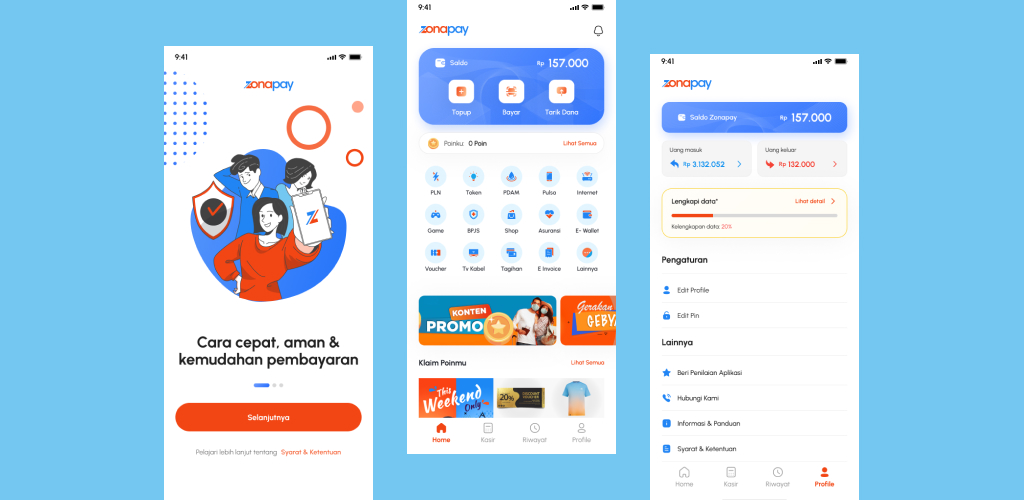 9:41
zonapay
Cara cepat, aman &
kemudahan pembayaran
Selanjutnya
Pelajari lebih lanjut tentang Syarat & Ketentuan
9:41
zonapay
Saldo Rp 157.000
Topup Bayar Tarik Dana
Poinku: 0 Poin Lihat Semua
PLN Token PDAM Pulsa Internet
Game BPJS Shop Asuransi E- Wallet
Voucher Tv Kabel Tagihan E Invoice Lainnya
KONTEN
PROMO
Gerakan
GEBY
Klaim Poinmu Lihat Semua
This
Weekend
Only
20%
Home Kasir Riwayat Profile
9:41
zonapay
Saldo Zonapay Rp 157.000
Uang masuk Uang keluar
Rp 3.132.052 Rp 132.000
Lengkapi data* Lihat detail
Kelengkapan data: 20%
Pengaturan
Edit Profile
Edit Pin
Lainnya
Beri Penilaian Aplikasi
Hubungi Kami
Informasi & Panduan
Syarat & Ketentuan
Home Kasir Riwayat Profile